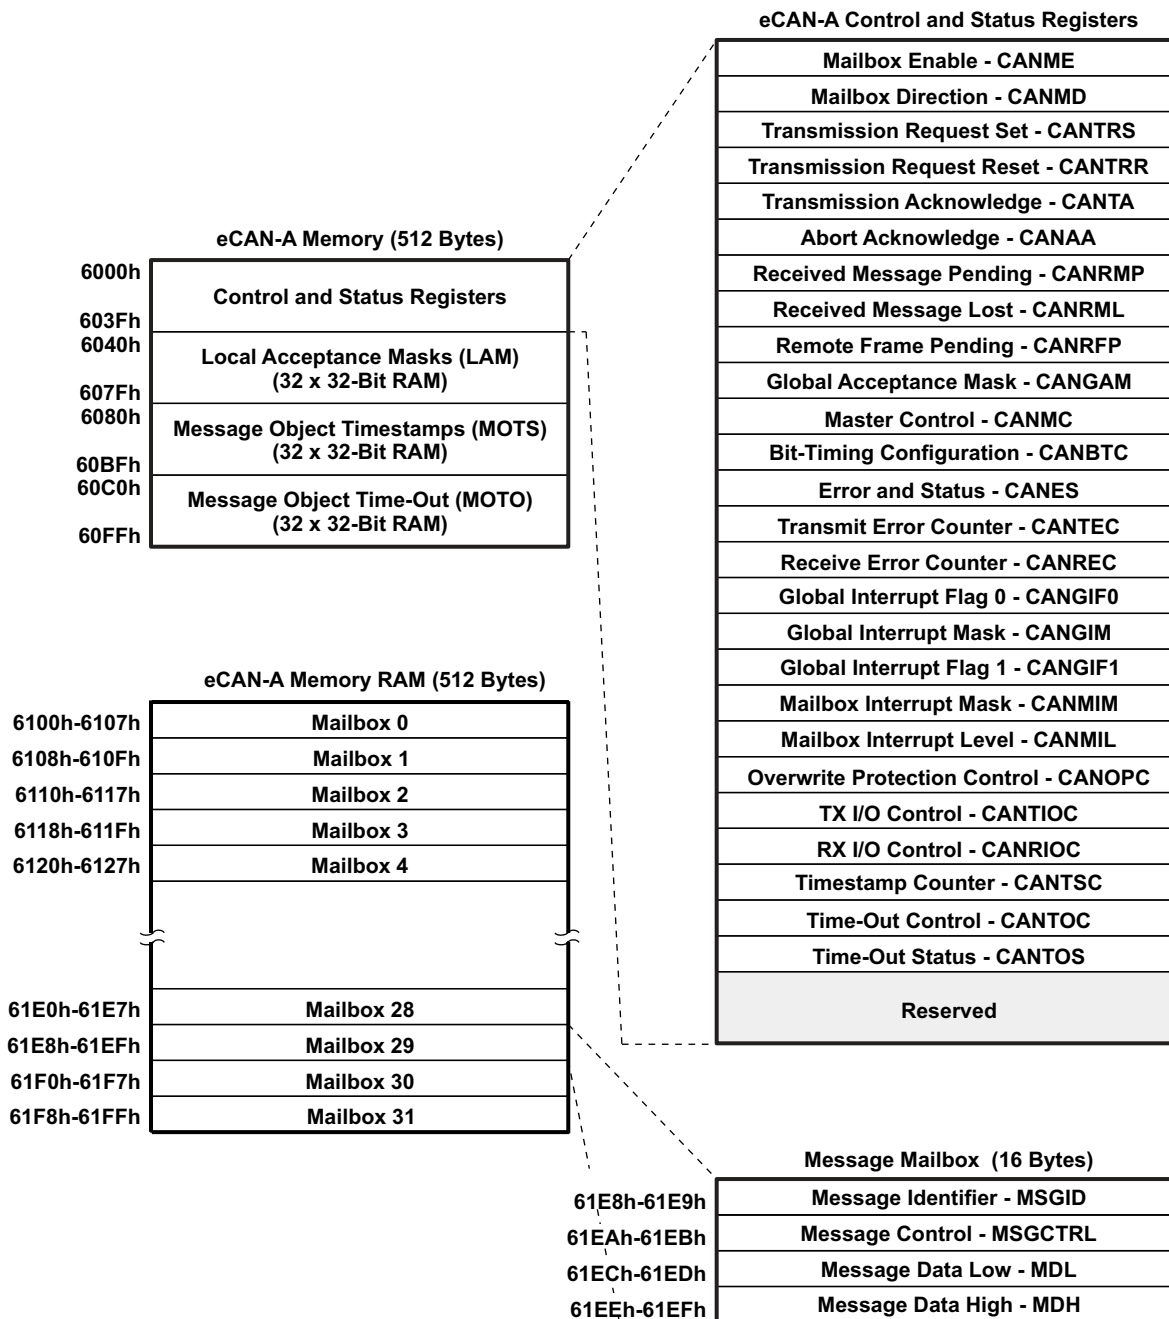 eCAN-A Control and Status Registers
Mailbox Enable - CANME
Mailbox Direction - CANMD
Transmission Request Set - CANTRS
Transmission Request Reset - CANTRR
Transmission Acknowledge - CANTA
Abort Acknowledge - CANAA
Received Message Pending - CANRMP
Received Message Lost - CANRML
Remote Frame Pending - CANRFP
Global Acceptance Mask - CANGAM
Master Control - CANMC
Bit-Timing Configuration - CANBTC
Error and Status - CANES
Transmit Error Counter - CANTEC
Receive Error Counter - CANREC
Global Interrupt Flag 0 - CANGIF0
Global Interrupt Mask - CANGIM
Global Interrupt Flag 1 - CANGIF1
Mailbox Interrupt Mask - CANMIM
Mailbox Interrupt Level - CANMIL
Overwrite Protection Control - CANOPC
TX I/O Control - CANTIOC
RX I/O Control - CANRIOC
Timestamp Counter - CANTSC
Time-Out Control - CANTOC
Time-Out Status - CANTOS
Reserved
eCAN-A Memory (512 Bytes)
6000h
Control and Status Registers
603Fh
6040h
Local Acceptance Masks (LAM)
(32 x 32-Bit RAM)
607Fh
6080h
Message Object Timestamps (MOTS)
(32 x 32-Bit RAM)
60BFh
60C0h
Message Object Time-Out (MOTO)
(32 x 32-Bit RAM)
60FFh
eCAN-A Memory RAM (512 Bytes)
6100h-6107h Mailbox 0
6108h-610Fh Mailbox 1
6110h-6117h Mailbox 2
6118h-611Fh Mailbox 3
6120h-6127h Mailbox 4
61E0h-61E7h Mailbox 28
61E8h-61EFh Mailbox 29
61F0h-61F7h Mailbox 30
61F8h-61FFh Mailbox 31
Message Mailbox (16 Bytes)
61E8h-61E9h Message Identifier - MSGID
61EAh-61EBh Message Control - MSGCTRL
61ECh-61EDh Message Data Low - MDL
61EEh-61EFh Message Data High - MDH